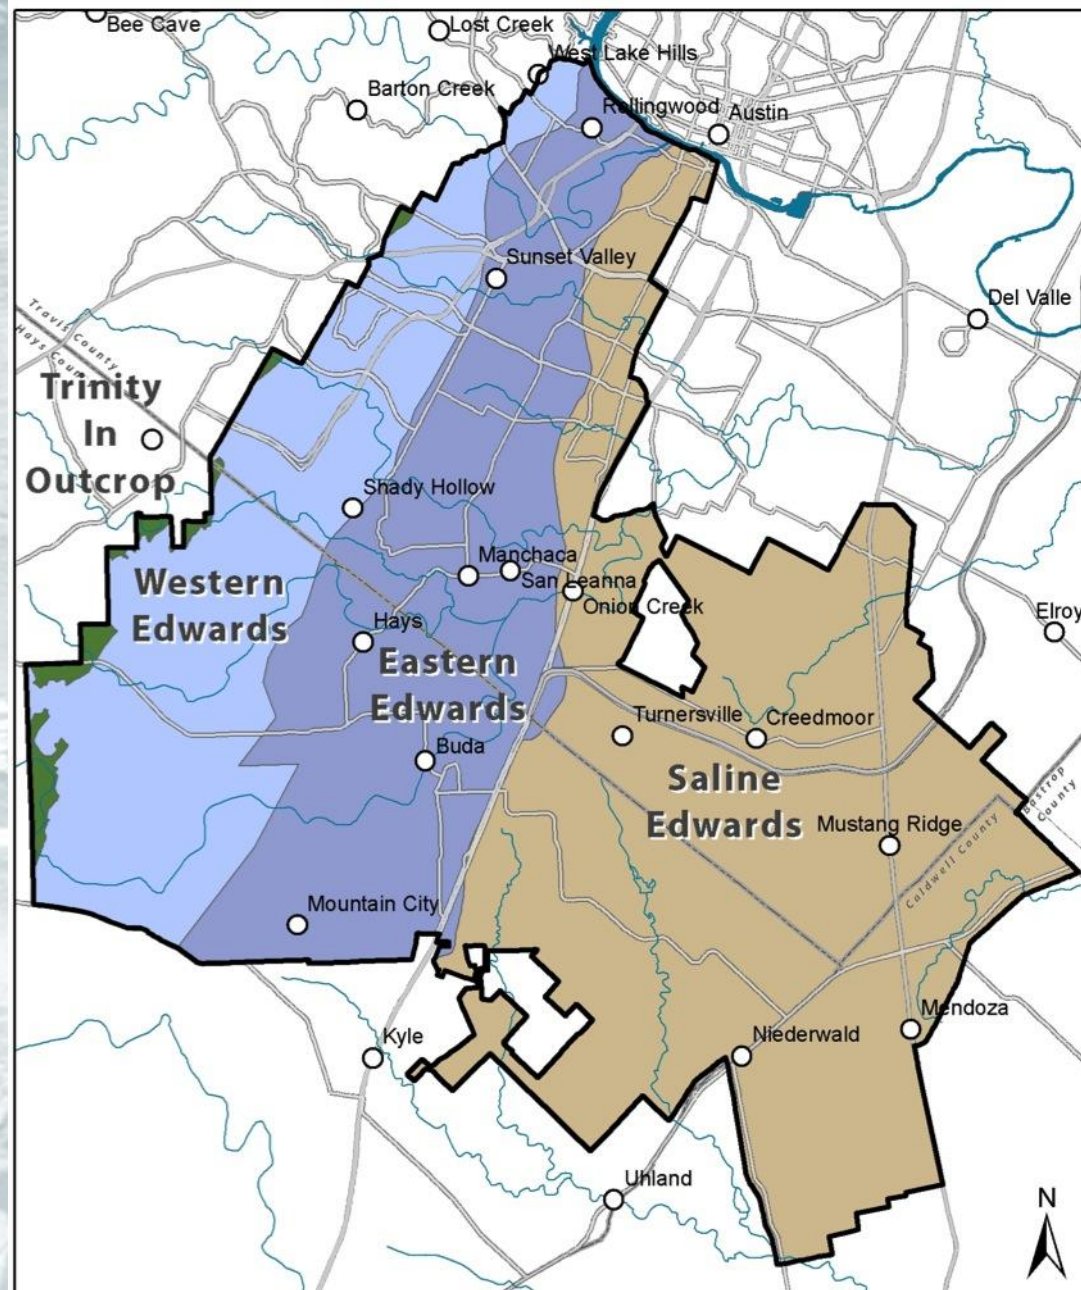 Bee Cave
Lost Creek
West Lake Hills
Barton Creek
Rollingwood
Austin
Sunset Valley
Del Valle
Travis County
Trinity
In
Outcrop
Shady Hollow
Manchaca
San Leanna
Western
Edwards
Onion Creek
Elroy
Hays
Eastern
Edwards
Turnersville
Creedmoor
Buda
Saline
Edwards
Mustang Ridge
Bastrop
County
Caldwell County
Mountain City
Mendoza
Niederwald
Kyle
Uhland
N